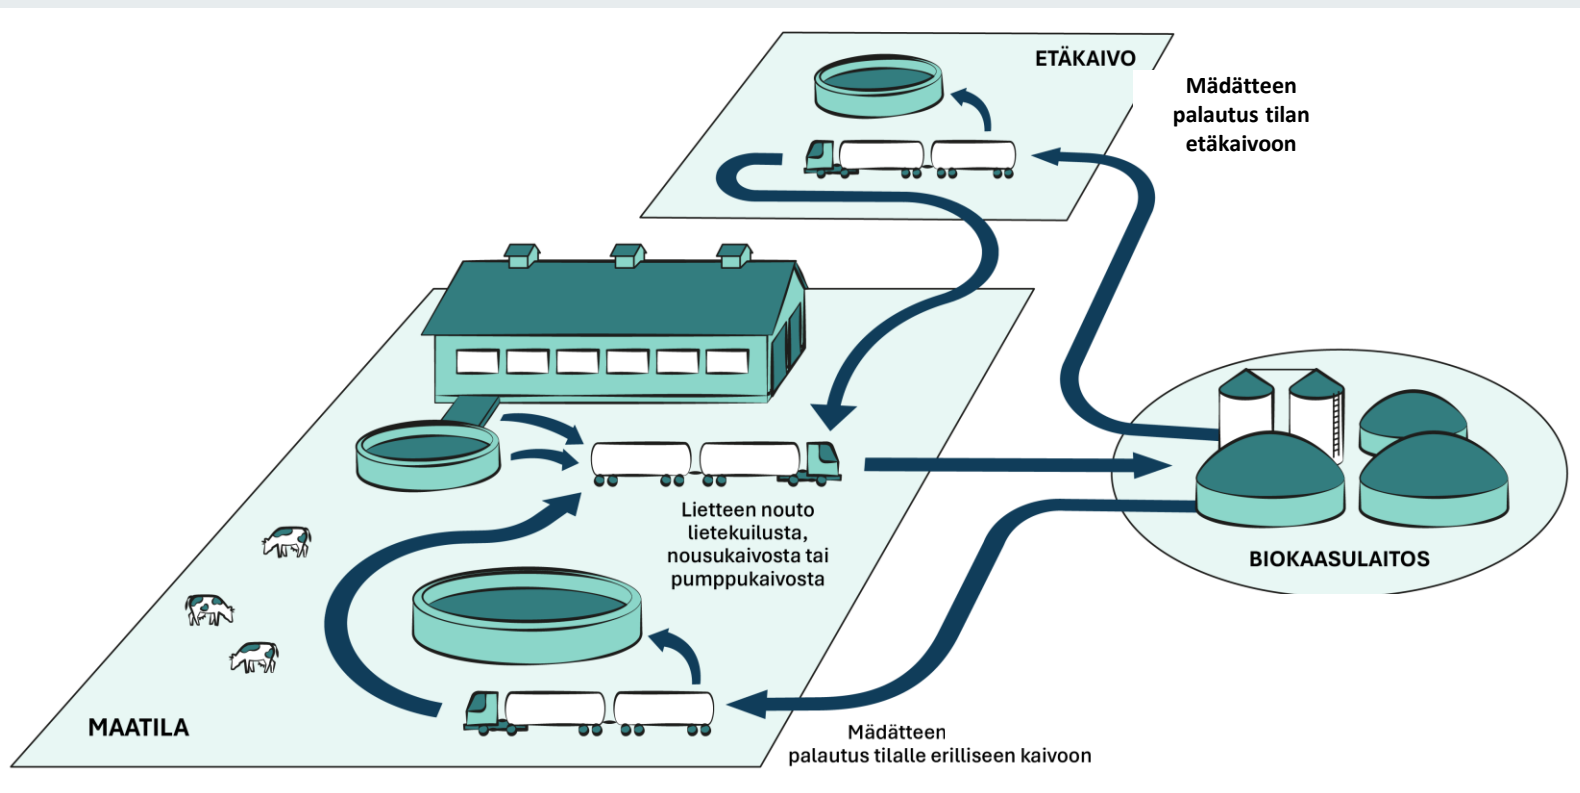 ETÄKAIVO
Mädätteen
palautus tilan
etäkaivoon
Lietteen nouto
lietekuilusta,
nousukaivosta tai
pumppukaivosta
BIOKAASULAITOS
MAATILA
Mädätteen
palautus tilalle erilliseen kaivoon